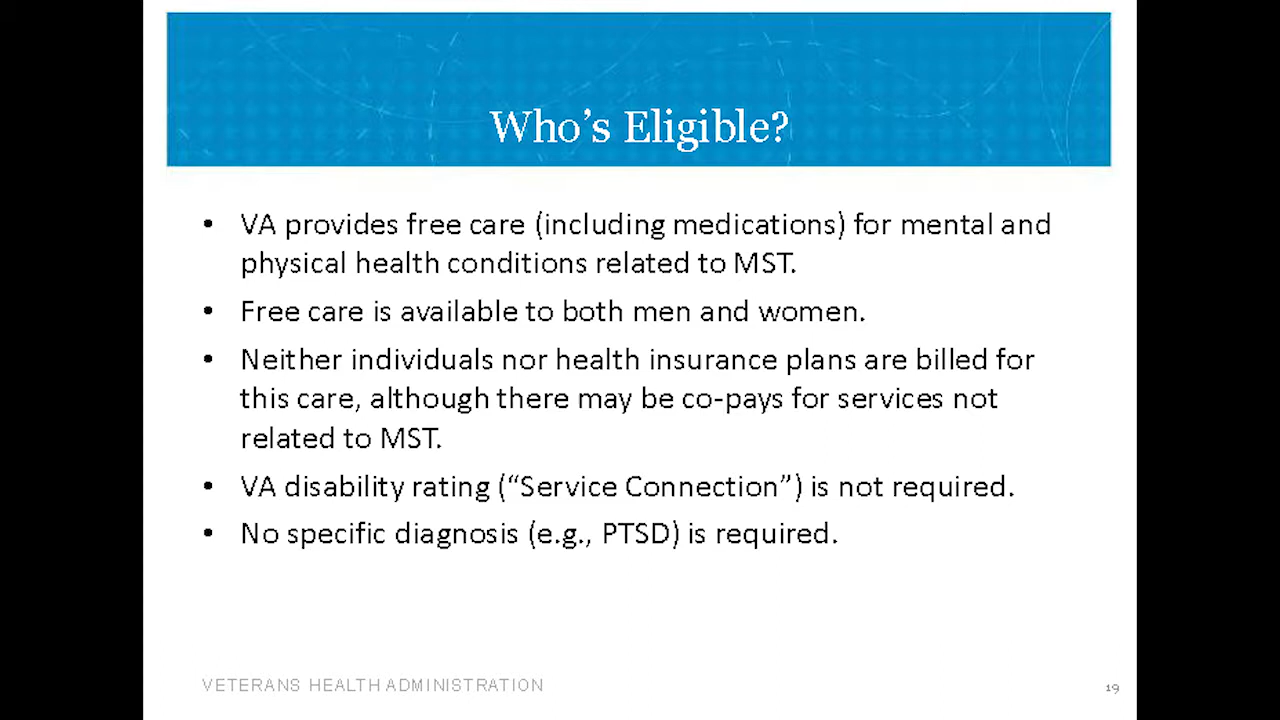 Who's Eligible?
• VA provides free care (including medications) for mental and
physical health conditions related to MST.
• Free care is available to both men and women.
• Neither individuals nor health insurance plans are billed for
this care, although there may be co-pays for services not
related to MST.
• VA disability rating (“Service Connection”) is not required.
• No specific diagnosis (e.g., PTSD) is required.
VETERANS HEALTH ADMINISTRATION
19